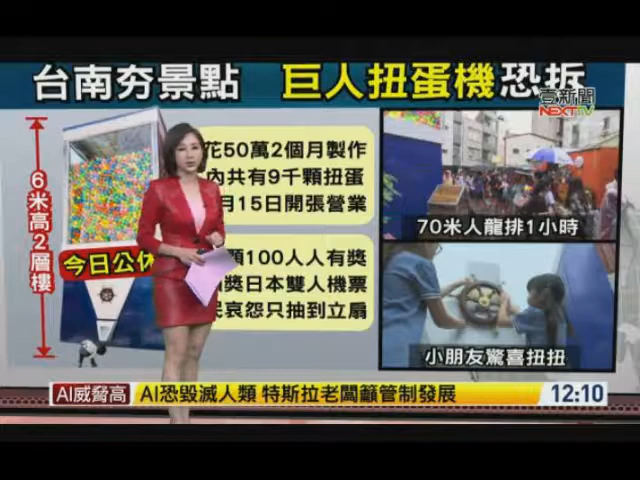 台南夯景點 巨人扭蛋機恐拆
壹新聞
NEXTTV
6米高2層樓
今日公休
花50萬2個月製作
內共有9千顆扭蛋
月15日開張營業
顆100人人有獎
獎日本雙人機票
民哀怨只抽到立扇
70米人龍排1小時
小朋友驚喜扭扭
AI威脅高
AI恐毀滅人類 特斯拉老闆籲管制發展
12:10